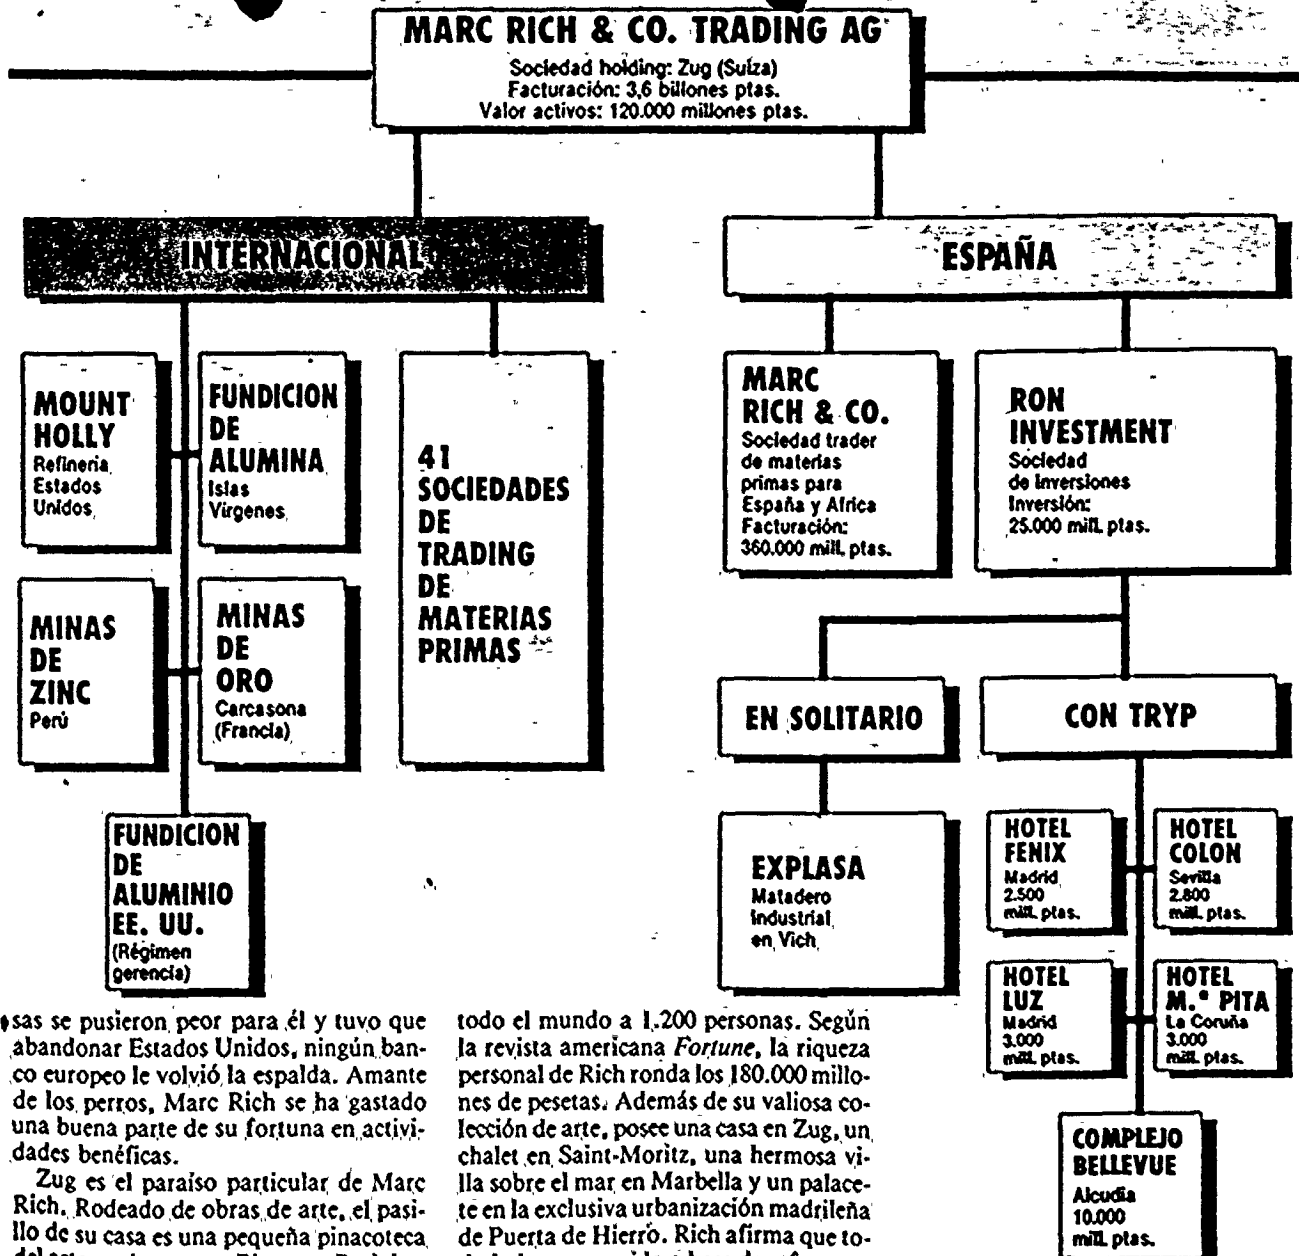 MARC RICH & CO. TRADING AG
Sociedad holding: Zug (Suiza)
Facturación: 3,6 billones ptas.
Valor activos: 120.000 millones ptas.
INTERNACIONAL
MOUNT
HOLLY
Refinería
Estados
Unidos
FUNDICION
DE
ALUMINA
Islas
Vírgenes
41
SOCIEDADES
DE
TRADING
DE
MATERIAS
PRIMAS
MINAS
DE
ZINC
Perú
MINAS
DE
ORO
Carcasona
(Francia)
FUNDICION
DE
ALUMINIO
EE. UU.
(Régimen
gerencia)
ESPAÑA
MARC
RICH & CO.
Sociedad trader
de materias
primas para
España y Africa
Facturación:
360.000 mill. ptas.
RON
INVESTMENT
Sociedad
de inversiones
Inversión:
25.000 mill. ptas.
EN SOLITARIO
EXPLASA
Matadero
industrial
en Vich
CON TRYP
HOTEL
FENIX
Madrid
2.500
mill. ptas.
HOTEL
COLON
Sevilla
2.800
mill. ptas.
HOTEL
LUZ
Madrid
3.000
mill. ptas.
HOTEL
M.ª PITA
La Coruña
3.000
mill. ptas.
COMPLEJO
BELLEVUE
Alcudia
10.000
mill. ptas.
sas se pusieron peor para él y tuvo que
abandonar Estados Unidos, ningún ban-
co europeo le volvió la espalda. Amante
de los perros, Marc Rich se ha gastado
una buena parte de su fortuna en activi-
dades benéficas.
Zug es el paraíso particular de Marc
Rich. Rodeado de obras de arte, el pasi-
llo de su casa es una pequeña pinacoteca
todo el mundo a 1.200 personas. Según
la revista americana Fortune, la riqueza
personal de Rich ronda los 180.000 millo-
nes de pesetas. Además de su valiosa co-
lección de arte, posee una casa en Zug, un
chalet en Saint-Moritz, una hermosa vi-
lla sobre el mar en Marbella y un palace-
te en la exclusiva urbanización madrileña
de Puerta de Hierro. Rich afirma que to-